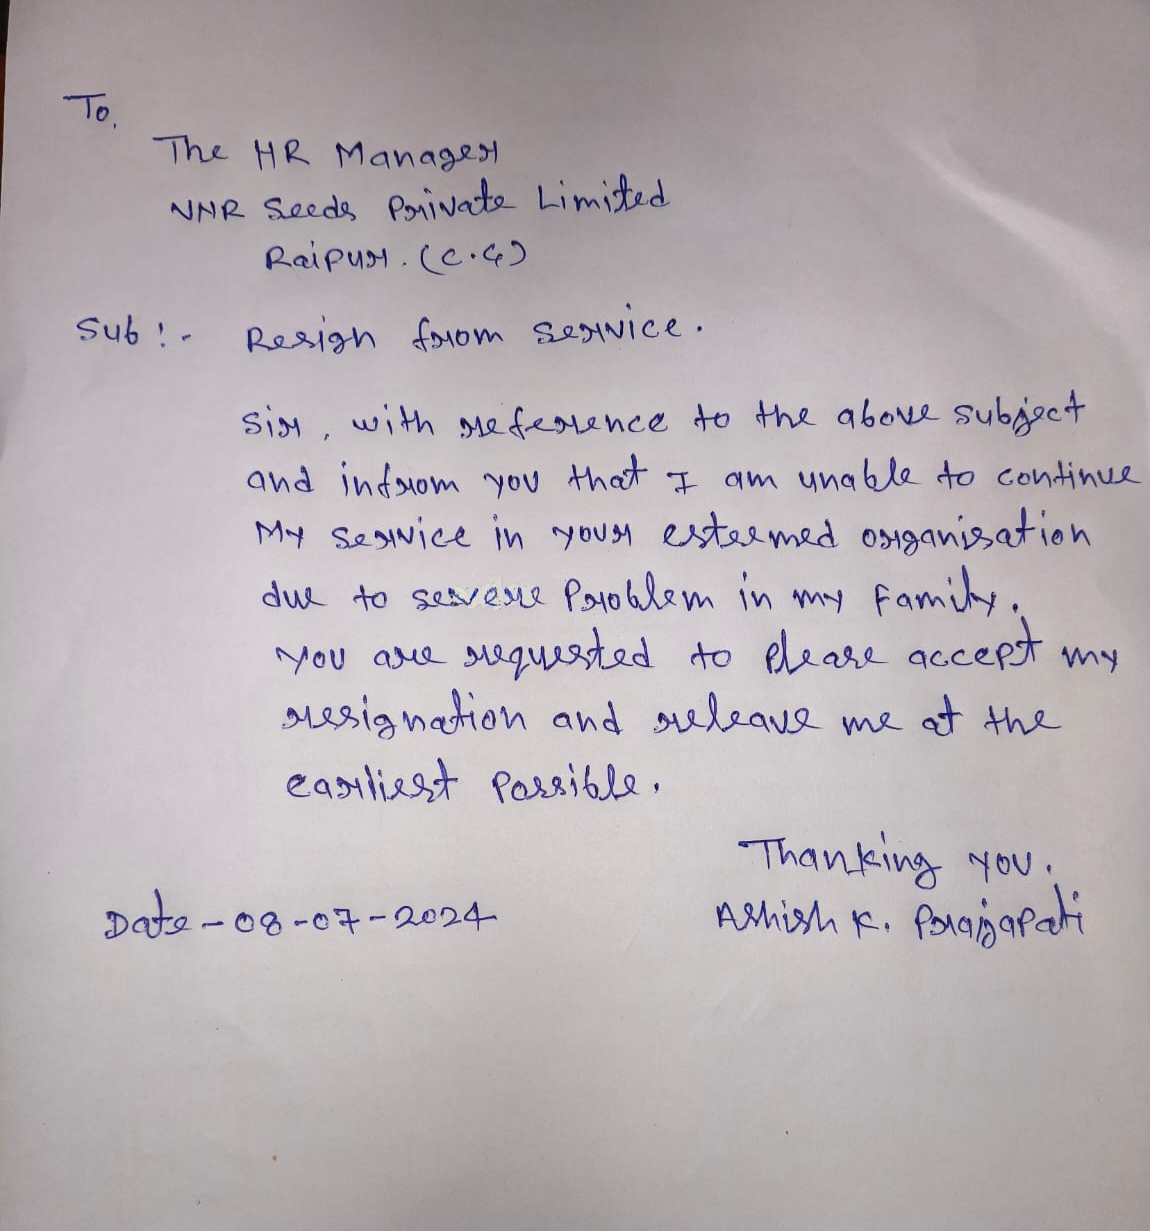 To,
The HR Manager
NNR Seeds Private Limited
Raipur. (C.G)
Sub :- Resign from service.
Sir, with reference to the above subject
and infrom you that I am unable to continue
My service in your esteemed organisation
due to severe Problem in my family.
You are requested to please accept my
resignation and releave me at the
earliest Possible.
Thanking you.
Date - 08-07-2024
Ashish K. Prajapati